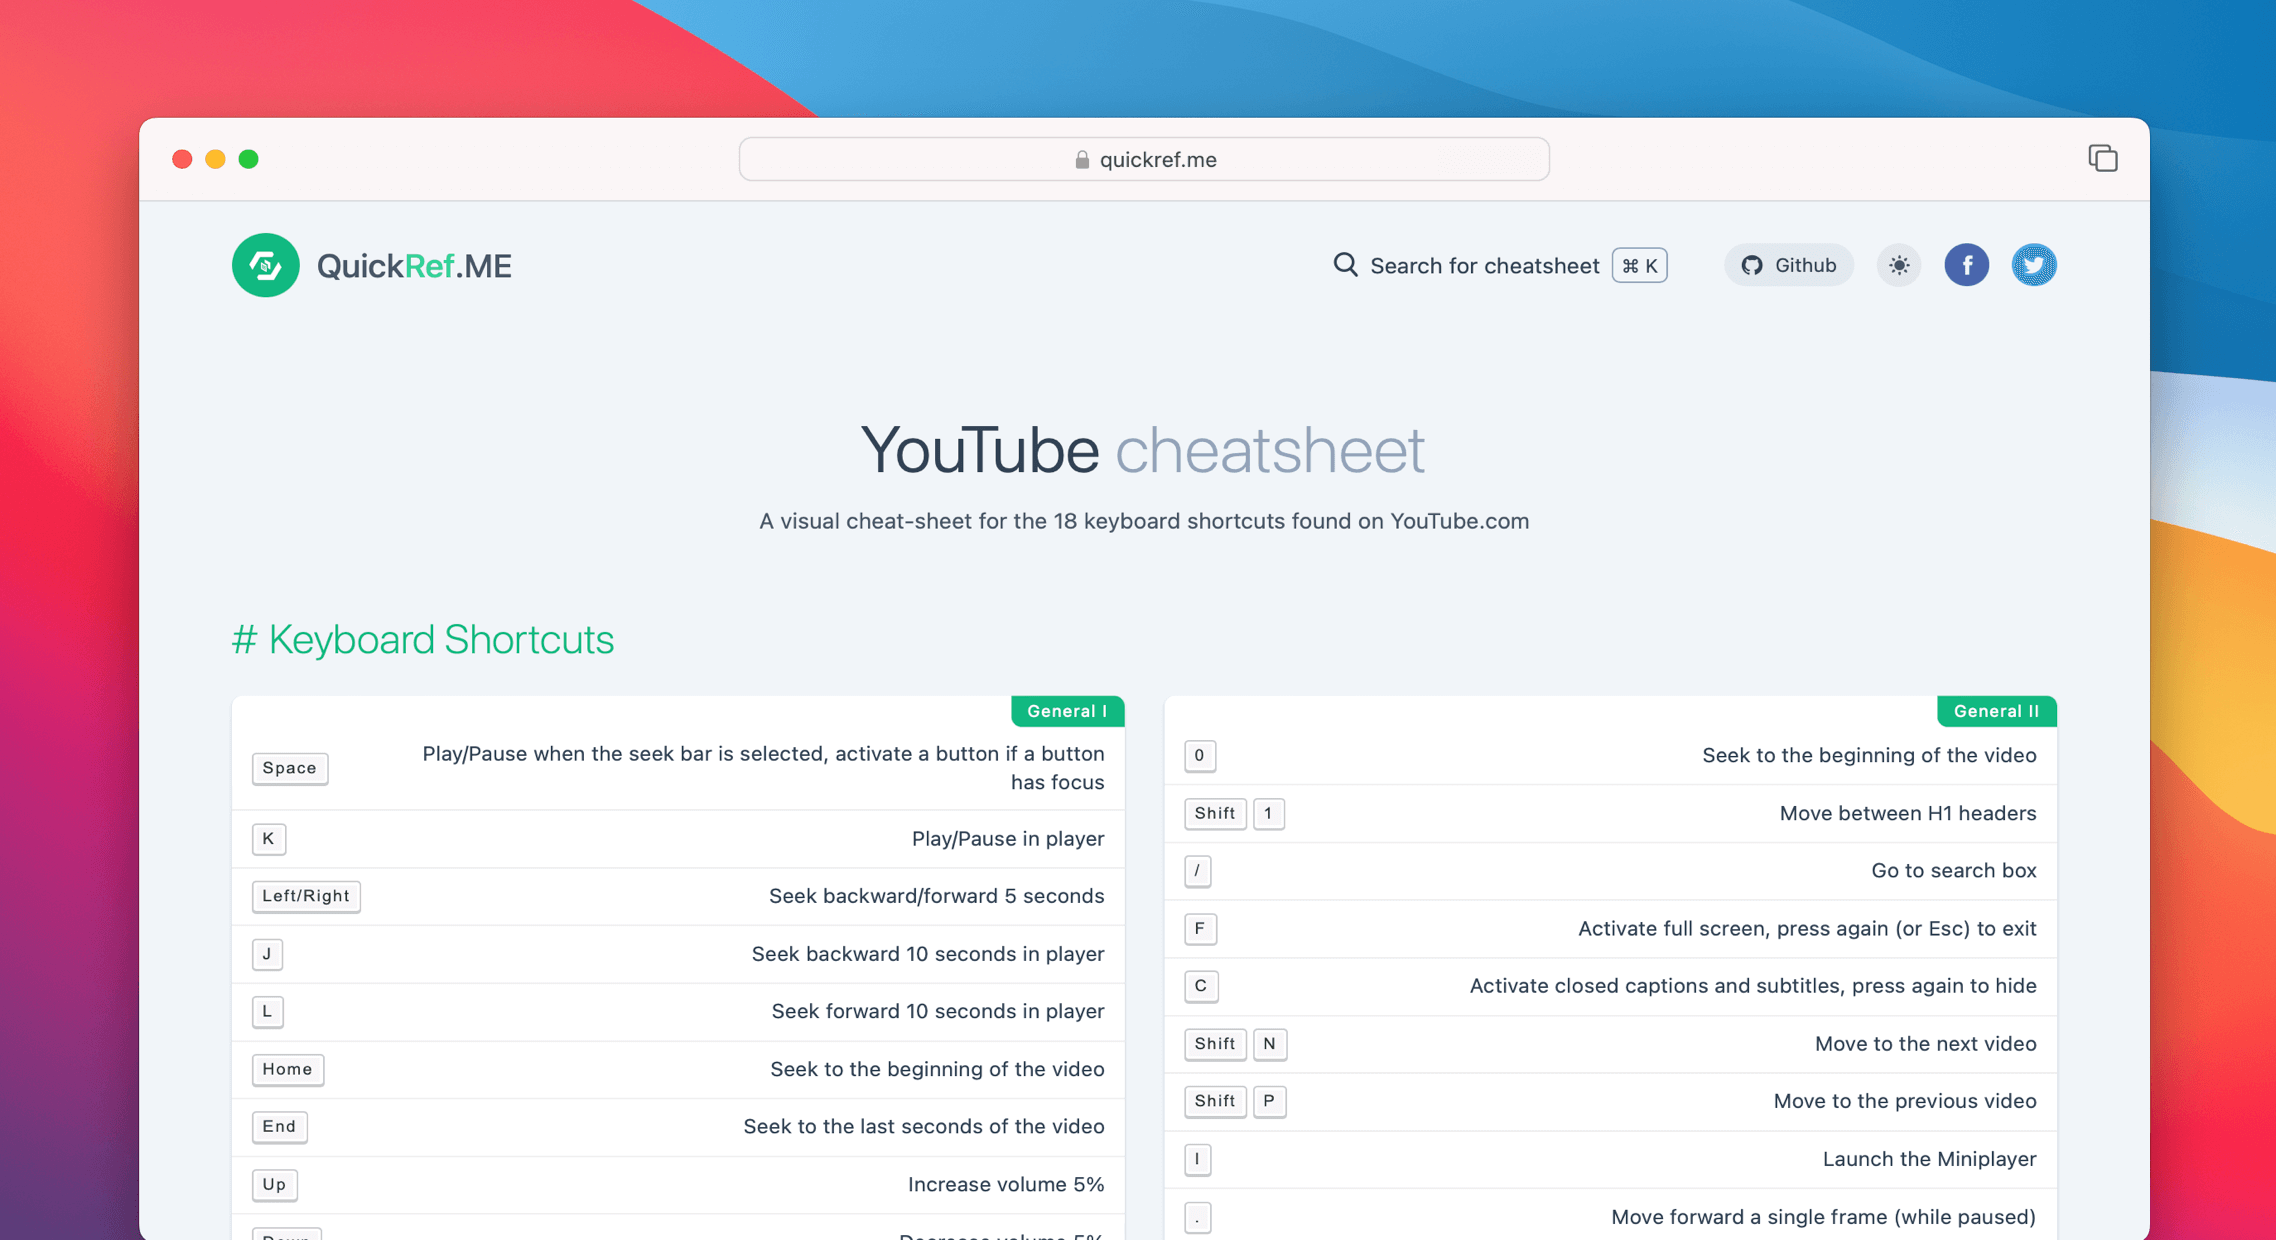 quickref.me
QuickRef.ME
Search for cheatsheet ⌘ K
Github
YouTube cheatsheet
A visual cheat-sheet for the 18 keyboard shortcuts found on YouTube.com
# Keyboard Shortcuts
General I
Space Play/Pause when the seek bar is selected, activate a button if a button
has focus
K Play/Pause in player
Left/Right Seek backward/forward 5 seconds
J Seek backward 10 seconds in player
L Seek forward 10 seconds in player
Home Seek to the beginning of the video
End Seek to the last seconds of the video
Up Increase volume 5%
Down Decrease volume 5%
General II
0 Seek to the beginning of the video
Shift 1 Move between H1 headers
/ Go to search box
F Activate full screen, press again (or Esc) to exit
C Activate closed captions and subtitles, press again to hide
Shift N Move to the next video
Shift P Move to the previous video
I Launch the Miniplayer
. Move forward a single frame (while paused)